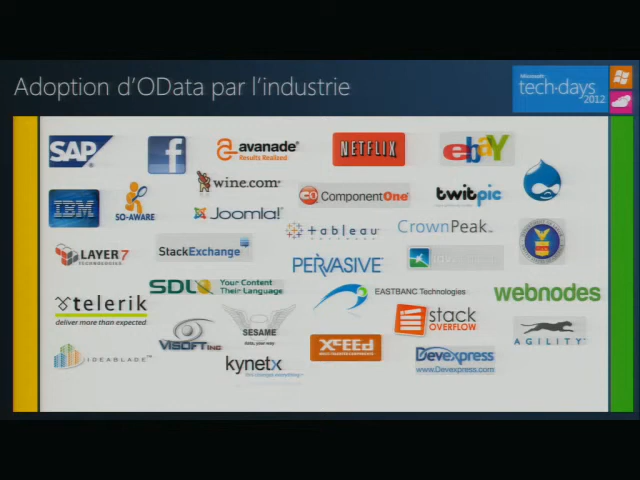 Adoption d'OData par l'industrie
Microsoft
tech·days
2012
SAP
f
avanade
Results Realized
NETFLIX
ebaY
IBM
SO-AWARE
wine.com
Joomla!
ComponentOne
twitpic
tableau
SOFTWARE
CrownPeak
LAYER 7
TECHNOLOGIES
StackExchange
PERVASIVE
SDL
Your Content
Their Language
EASTBANC Technologies
webnodes
telerik
deliver more than expected
VISOFT INC
SESAME
stack
OVERFLOW
AGILITY
IDEABLADE
kynetx
XCEED
Devexpress
www.Devexpress.com